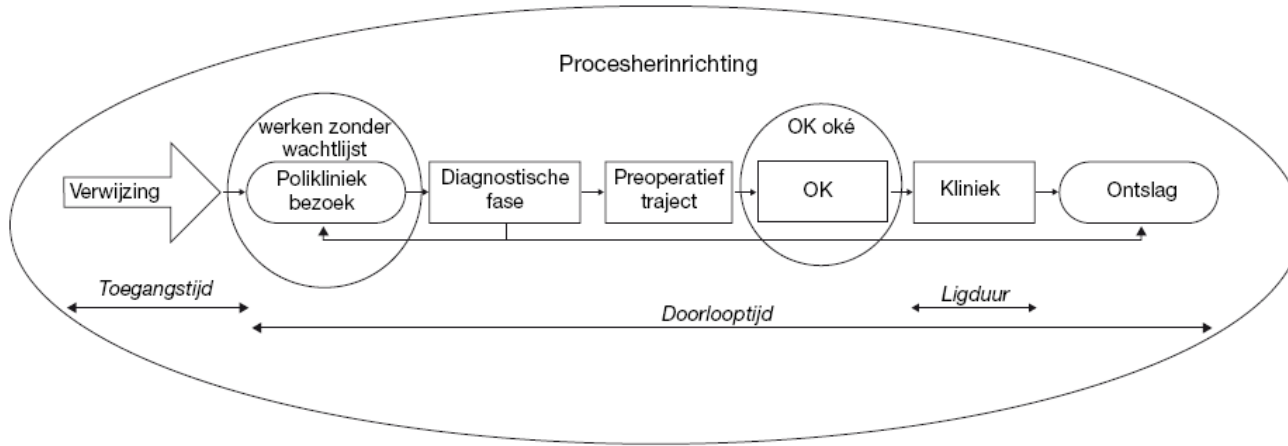 Procesherinrichting
werken zonder
wachtlijst
OK oké
Verwijzing
Polikliniek
bezoek
Diagnostische
fase
Preoperatief
traject
OK
Kliniek
Ontslag
Toegangstijd
Ligduur
Doorlooptijd